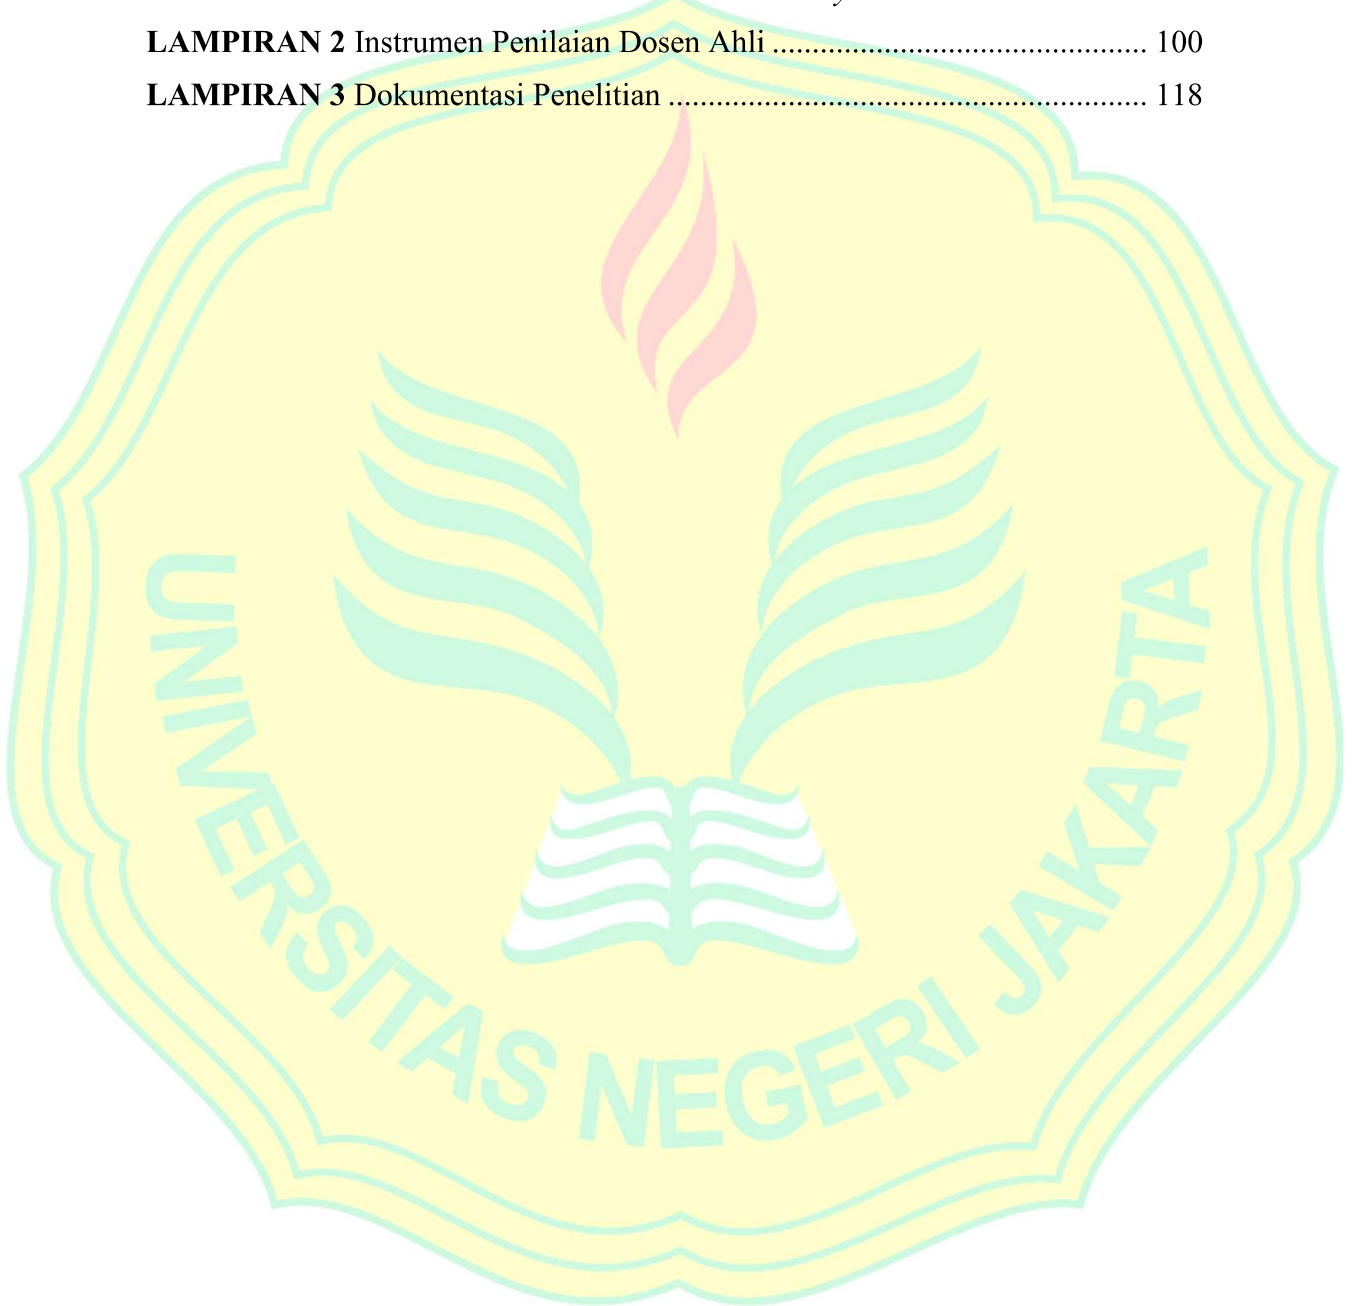 LAMPIRAN 2 Instrumen Penilaian Dosen Ahli ............................................... 100
LAMPIRAN 3 Dokumentasi Penelitian ............................................................ 118
UNIVERSITAS NEGERI JAKARTA